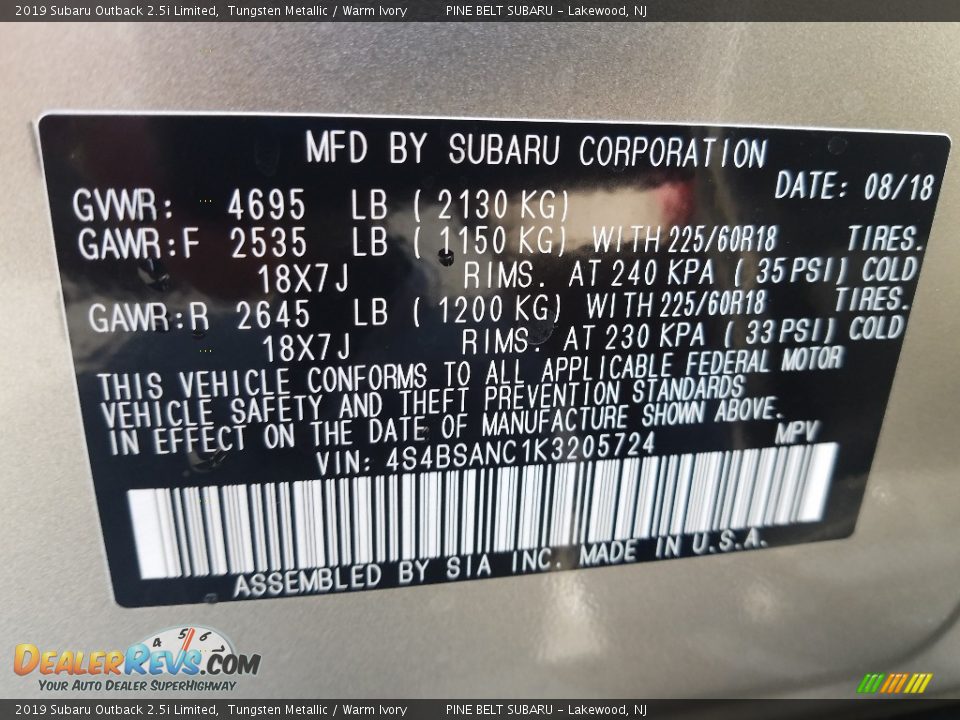 2019 Subaru Outback 2.5i Limited, Tungsten Metallic / Warm Ivory PINE BELT SUBARU - Lakewood, NJ
MFD BY SUBARU CORPORATION
DATE: 08/18
GVWR: 4695 LB ( 2130 KG)
GAWR:F 2535 LB ( 1150 KG) WITH 225/60R18 TIRES.
18X7J RIMS. AT 240 KPA ( 35 PSI) COLD
GAWR:R 2645 LB ( 1200 KG) WITH 225/60R18 TIRES.
18X7J RIMS. AT 230 KPA ( 33 PSI) COLD
THIS VEHICLE CONFORMS TO ALL APPLICABLE FEDERAL MOTOR
VEHICLE SAFETY AND THEFT PREVENTION STANDARDS
IN EFFECT ON THE DATE OF MANUFACTURE SHOWN ABOVE.
VIN: 4S4BSANC1K3205724 MPV
ASSEMBLED BY SIA INC. MADE IN U.S.A.
4 5 6
DEALERREVS.COM
YOUR AUTO DEALER SUPERHIGHWAY
2019 Subaru Outback 2.5i Limited, Tungsten Metallic / Warm Ivory PINE BELT SUBARU - Lakewood, NJ